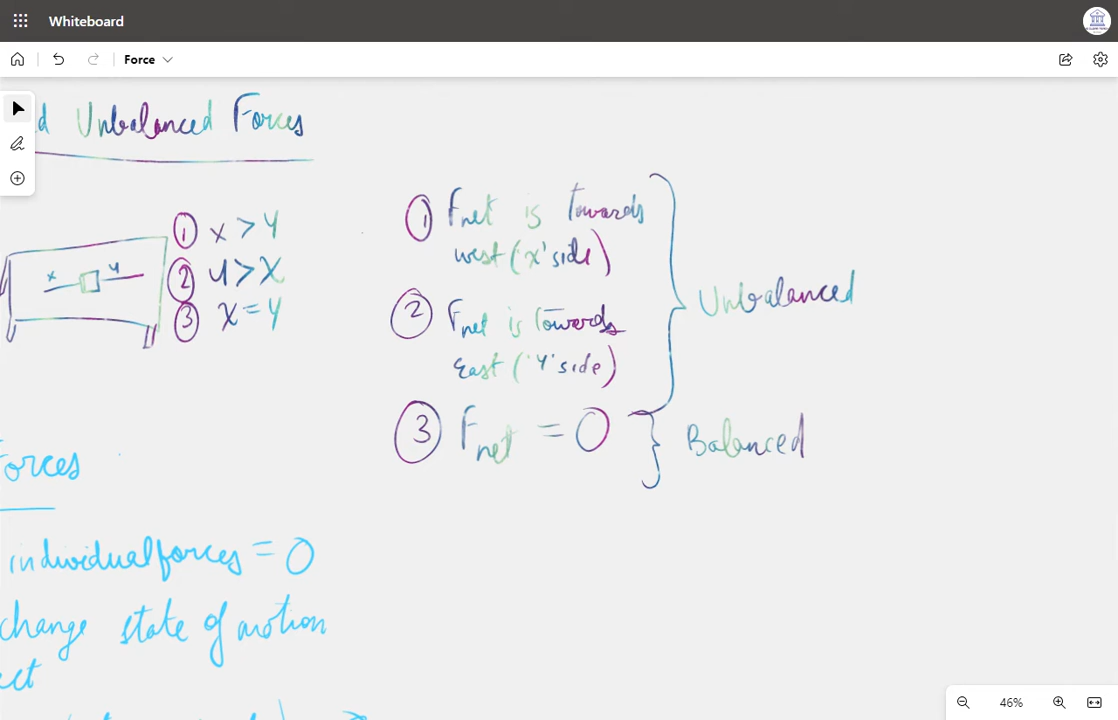 Whiteboard
Force
d Unbalanced Forces
① x > y
② y > x
③ x = y
x y
① Fnet is towards
west ('x' side)
② Fnet is towards
east ('y' side)
Unbalanced
③ Fnet = 0
Balanced
orces
individual forces = 0
change state of motion
ect
46%